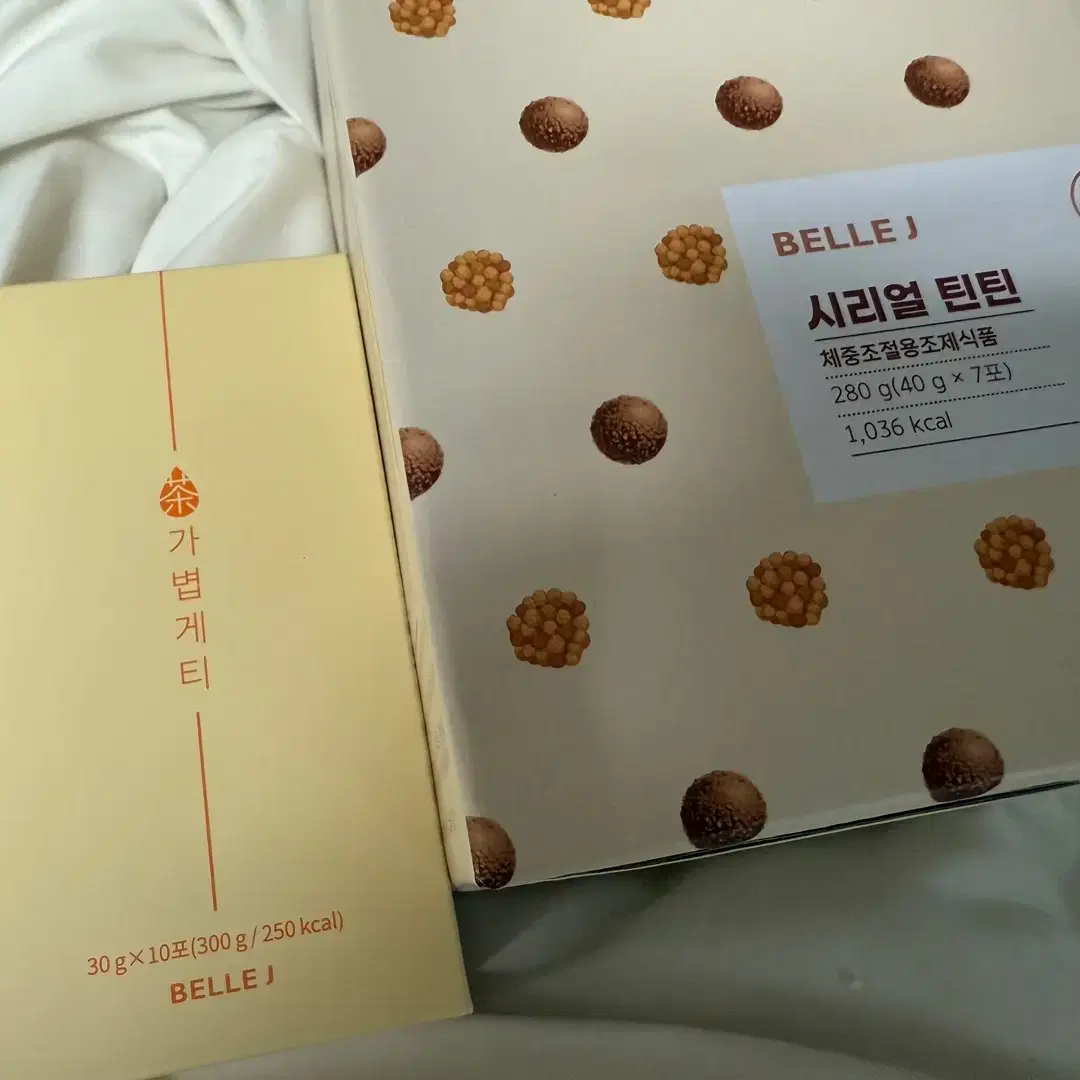 茶
가볍게티
30 g×10포(300 g / 250 kcal)
BELLE J
BELLE J
시리얼 틴틴
체중조절용조제식품
280 g(40 g × 7포)
1,036 kcal